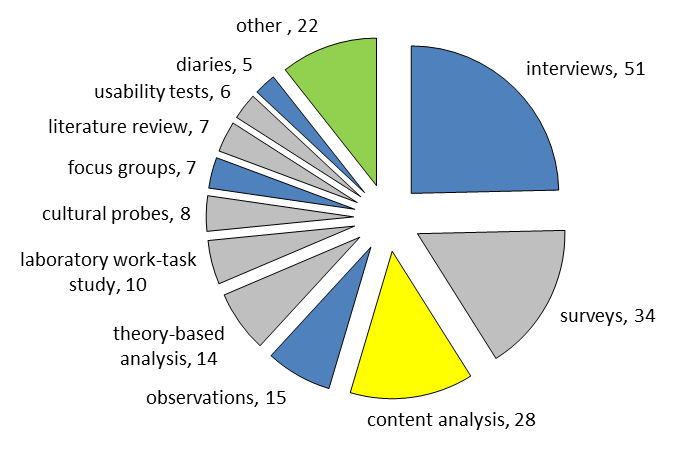 other , 22
interviews, 51
surveys, 34
content analysis, 28
observations, 15
theory-based
analysis, 14
laboratory work-task
study, 10
cultural probes, 8
focus groups, 7
literature review, 7
usability tests, 6
diaries, 5